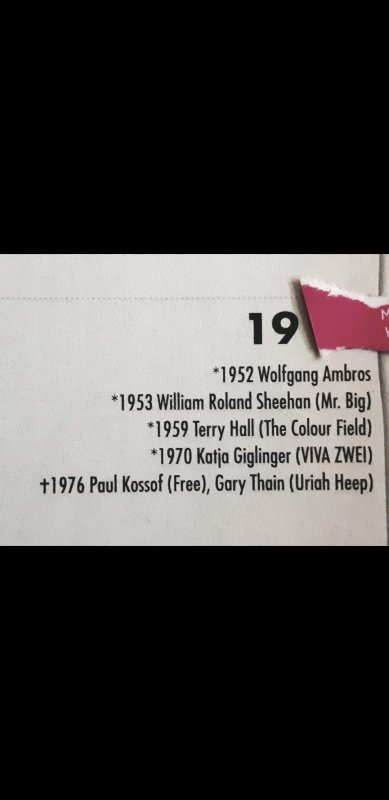 19
*1952 Wolfgang Ambros
*1953 William Roland Sheehan (Mr. Big)
*1959 Terry Hall (The Colour Field)
*1970 Katja Giglinger (VIVA ZWEI)
†1976 Paul Kossof (Free), Gary Thain (Uriah Heep)